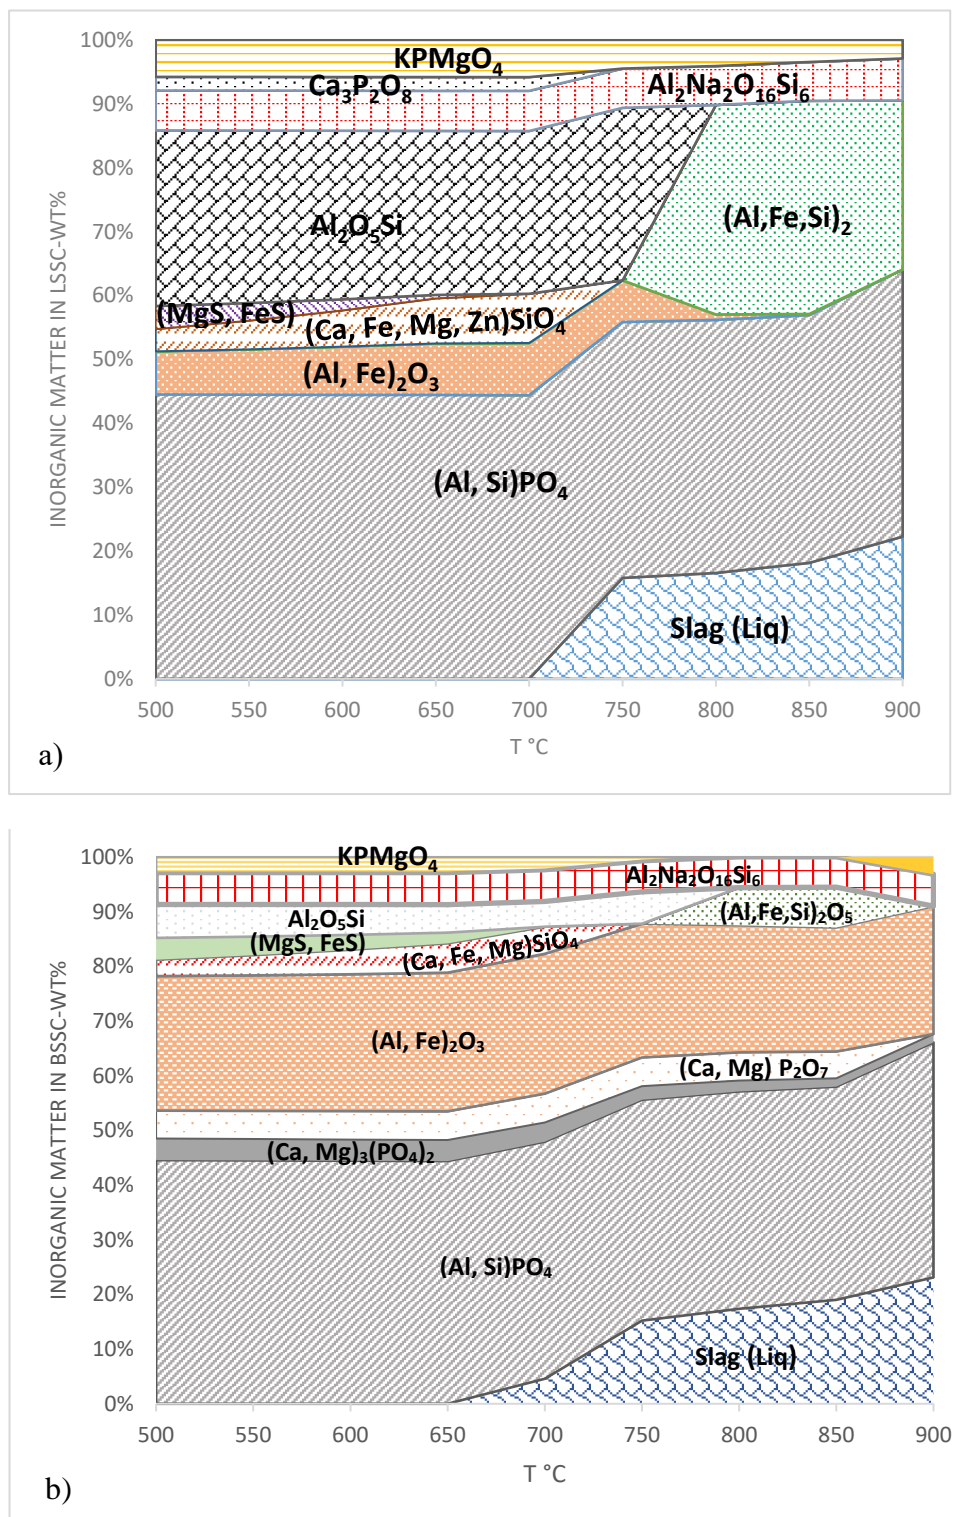 100%
90%
80%
70%
60%
50%
40%
30%
20%
10%
0%
INORGANIC MATTER IN LSSC-WT%
KPMgO₄
Ca₃P₂O₈
Al₂Na₂O₁₆Si₆
Al₂O₅Si
(Al,Fe,Si)₂
(MgS, FeS)
(Ca, Fe, Mg, Zn)SiO₄
(Al, Fe)₂O₃
(Al, Si)PO₄
Slag (Liq)
500 550 600 650 700 750 800 850 900
T °C
a)
100%
90%
80%
70%
60%
50%
40%
30%
20%
10%
0%
INORGANIC MATTER IN BSSC-WT%
KPMgO₄
Al₂Na₂O₁₆Si₆
Al₂O₅Si
(Al,Fe,Si)₂O₅
(MgS, FeS)
(Ca, Fe, Mg)SiO₄
(Al, Fe)₂O₃
(Ca, Mg) P₂O₇
(Ca, Mg)₃(PO₄)₂
(Al, Si)PO₄
Slag (Liq)
500 550 600 650 700 750 800 850 900
T °C
b)